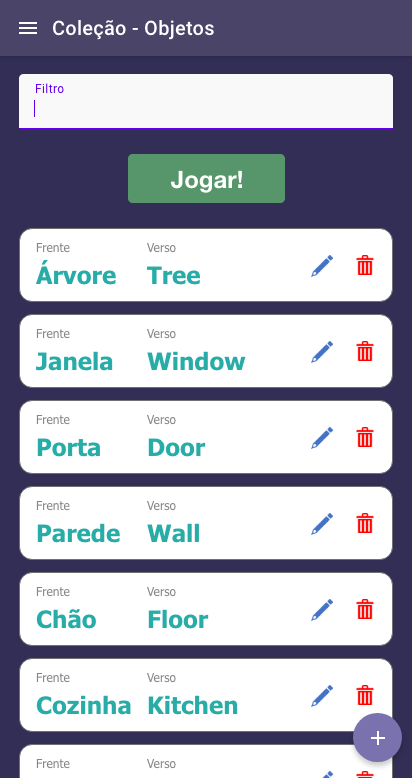 Coleção - Objetos
Filtro
Jogar!
Frente Verso
Árvore Tree
Frente Verso
Janela Window
Frente Verso
Porta Door
Frente Verso
Parede Wall
Frente Verso
Chão Floor
Frente Verso
Cozinha Kitchen
Frente Verso